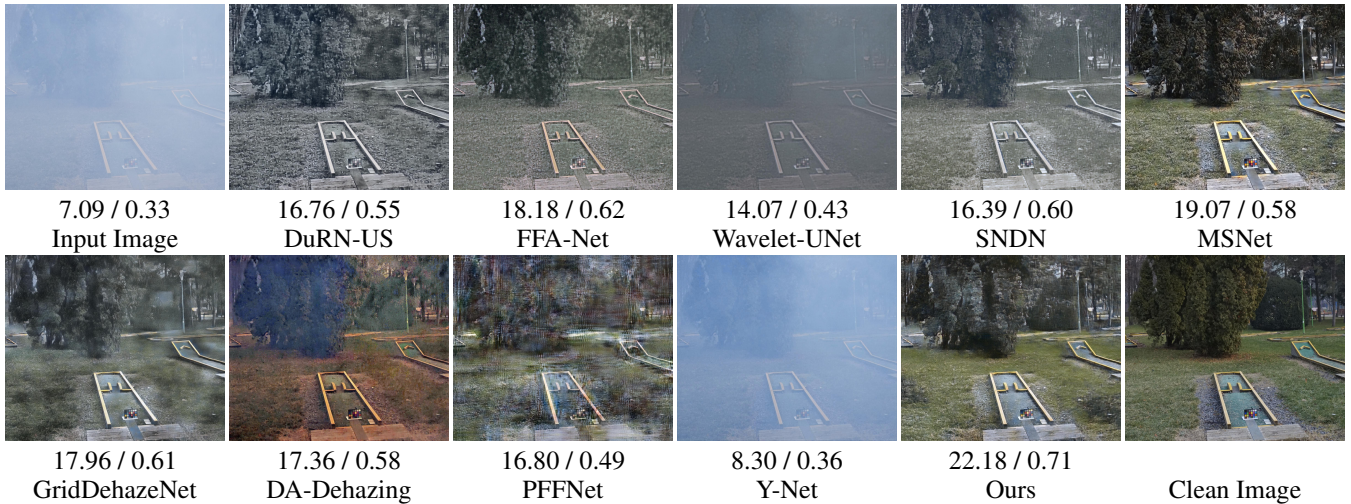 7.09 / 0.33 16.76 / 0.55 18.18 / 0.62 14.07 / 0.43 16.39 / 0.60 19.07 / 0.58
Input Image DuRN-US FFA-Net Wavelet-UNet SNDN MSNet
17.96 / 0.61 17.36 / 0.58 16.80 / 0.49 8.30 / 0.36 22.18 / 0.71
GridDehazeNet DA-Dehazing PFFNet Y-Net Ours Clean Image